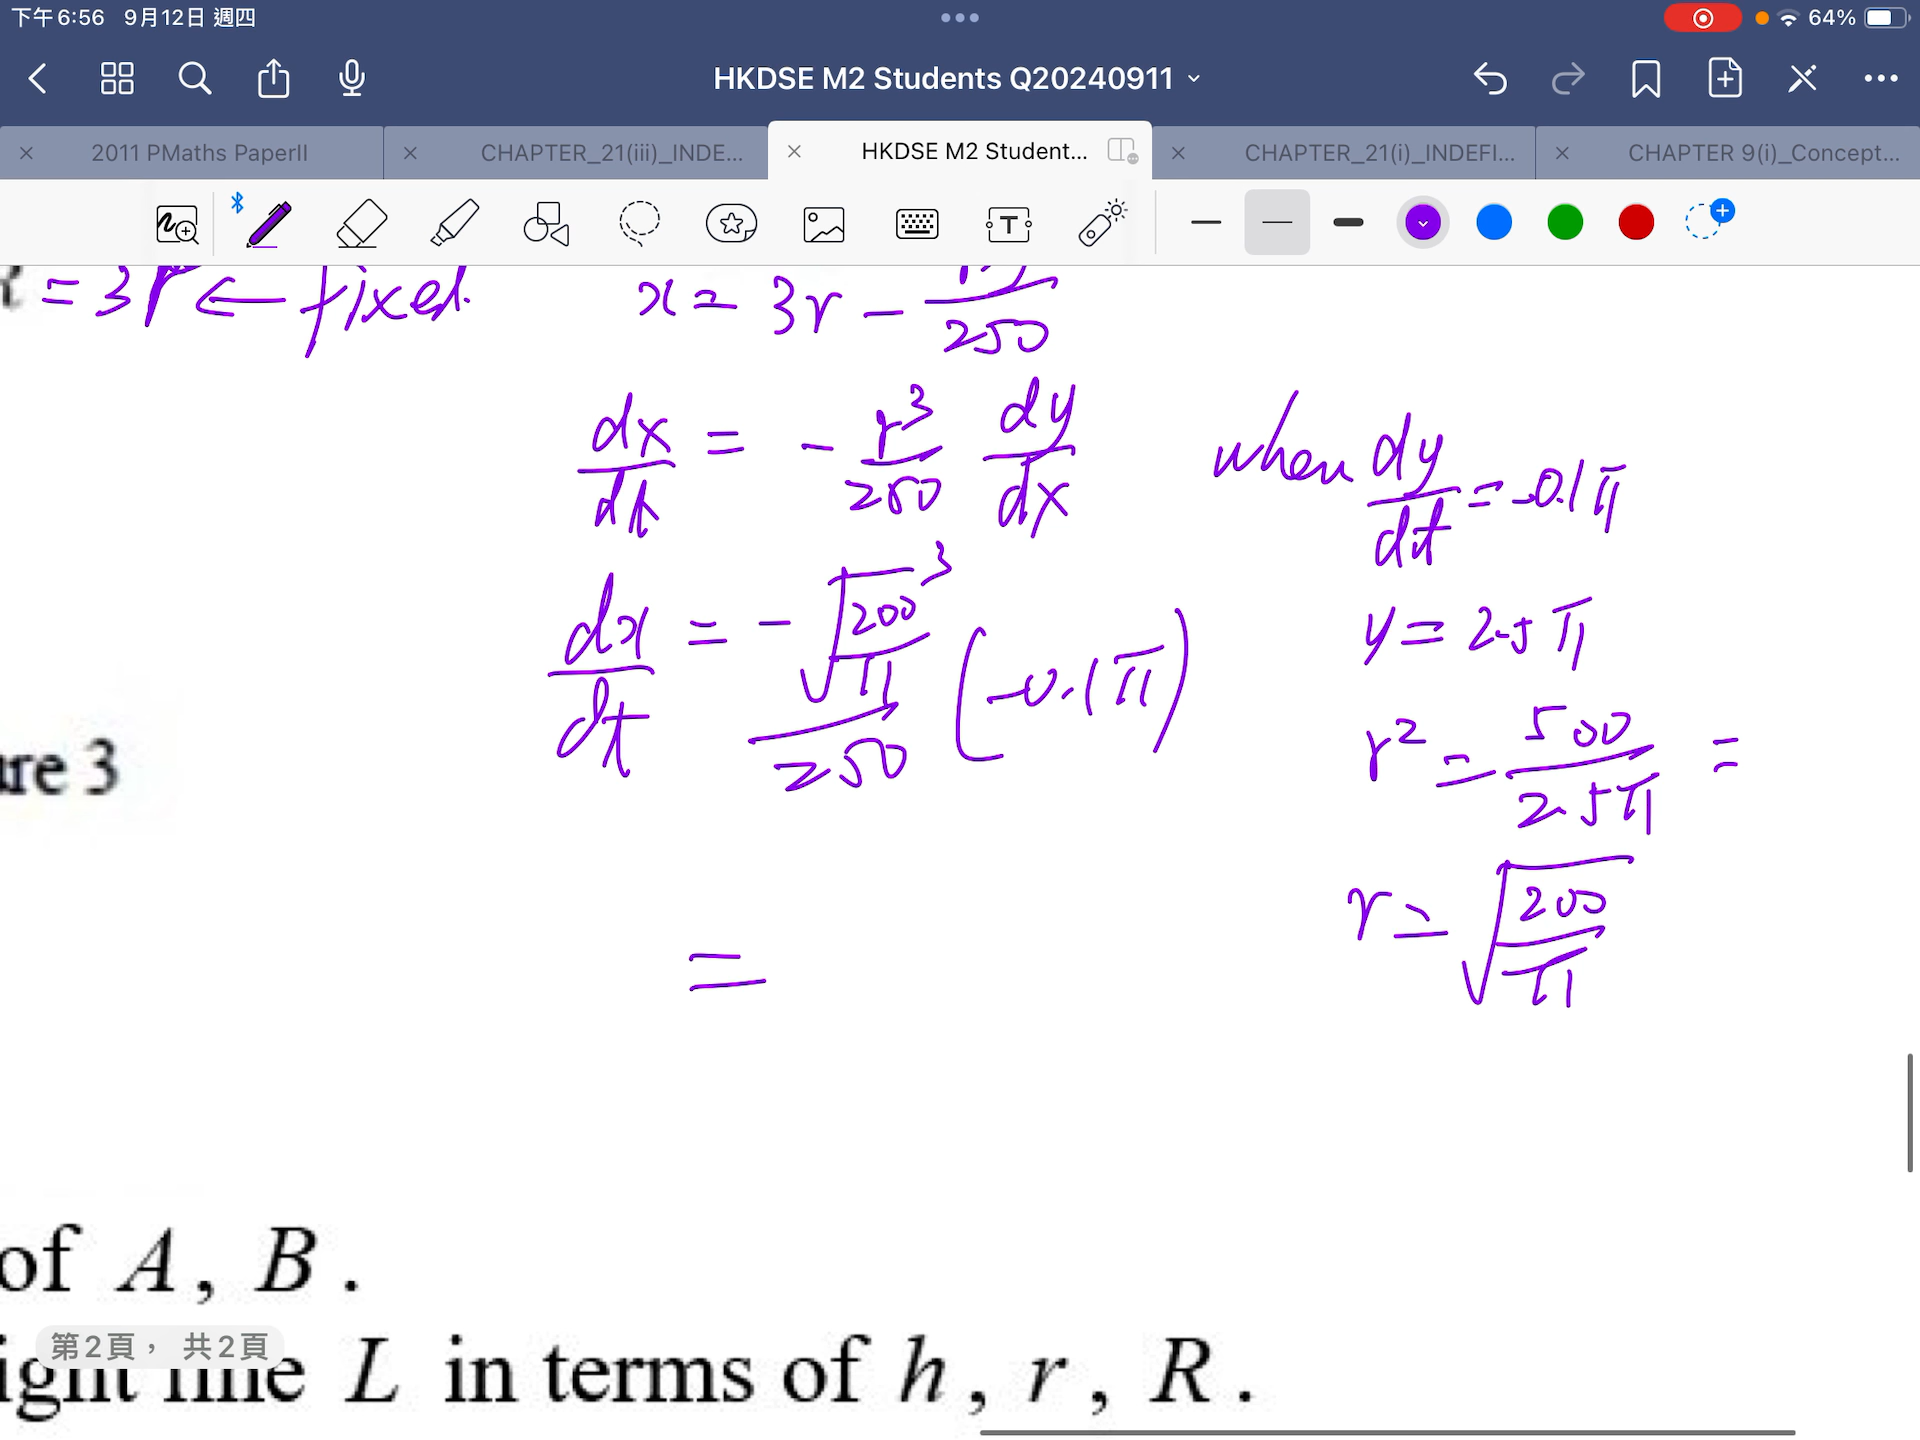 下午6:56 9月12日 週四
64%
HKDSE M2 Students Q20240911
2011 PMaths PaperII
CHAPTER_21(iii)_INDE...
HKDSE M2 Student...
CHAPTER_21(i)_INDEFI...
CHAPTER 9(i)_Concept...
= 3r ← fixed.
x = 3r - /250
dx/dt = - r³/250 dy/dx
when dy/dt = -0.1π
dx/dt = - √(200/π)³/250 (-0.1π)
y = 2.5π
r² = 500/2.5π =
r = √(200/π)
=
ure 3
of A, B.
第2頁, 共2頁
ight line L in terms of h, r, R.